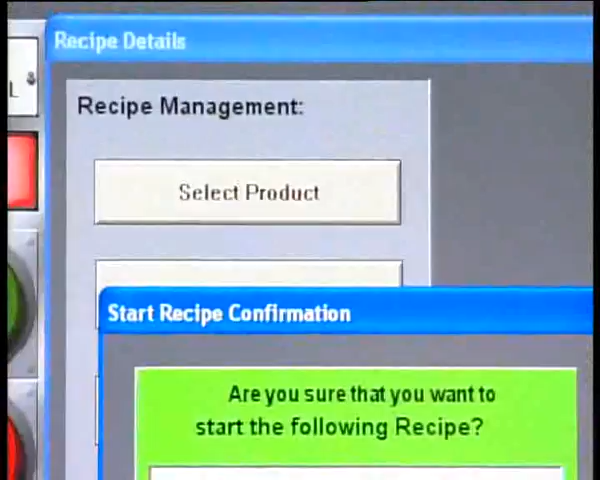 Recipe Details
L
Recipe Management:
Select Product
Start Recipe Confirmation
Are you sure that you want to
start the following Recipe?